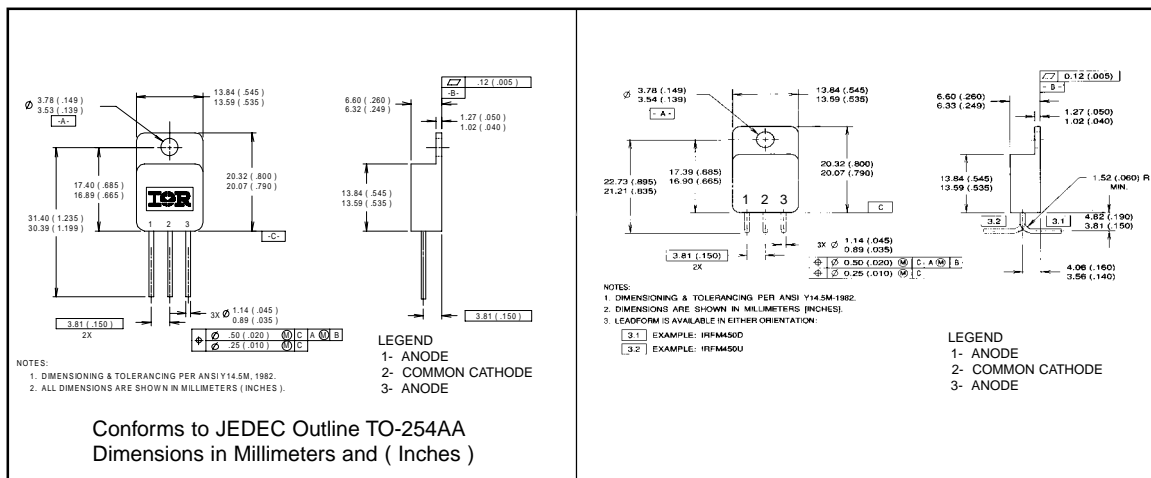 .12 ( .005 )
-B-
3.78 ( .149 )
3.53 ( .139 )
-A-
13.84 ( .545 )
13.59 ( .535 )
6.60 ( .260 )
6.32 ( .249 )
1.27 ( .050 )
1.02 ( .040 )
17.40 ( .685 )
16.89 ( .665 )
20.32 ( .800 )
20.07 ( .790 )
13.84 ( .545 )
13.59 ( .535 )
31.40 ( 1.235 )
30.39 ( 1.199 )
IOR
1 2 3
-C-
3X Ø 1.14 ( .045 )
0.89 ( .035 )
3.81 ( .150 )
2X
3.81 ( .150 )
Ø .50 ( .020 ) Ⓜ C A Ⓜ B
Ø .25 ( .010 ) Ⓜ C
NOTES:
1. DIMENSIONING & TOLERANCING PER ANSI Y14.5M, 1982.
2. ALL DIMENSIONS ARE SHOWN IN MILLIMETERS ( INCHES ).
LEGEND
1- ANODE
2- COMMON CATHODE
3- ANODE
Conforms to JEDEC Outline TO-254AA
Dimensions in Millimeters and ( Inches )
0.12 (.005)
- B -
Ø 3.78 (.149)
3.54 (.139)
- A -
13.84 (.545)
13.59 (.535)
6.60 (.260)
6.33 (.249)
1.27 (.050)
1.02 (.040)
22.73 (.895)
21.21 (.835)
17.39 (.685)
16.90 (.665)
20.32 (.800)
20.07 (.790)
13.84 (.545)
13.59 (.535)
1.52 (.060) R
MIN.
1 2 3
C
3.2
3.1
4.82 (.190)
3.81 (.150)
3.81 (.150)
2X
3X Ø 1.14 (.045)
0.89 (.035)
Ø 0.50 (.020) Ⓜ C A Ⓜ B
Ø 0.25 (.010) Ⓜ C
4.06 (.160)
3.56 (.140)
NOTES:
1. DIMENSIONING & TOLERANCING PER ANSI Y14.5M-1982.
2. DIMENSIONS ARE SHOWN IN MILLIMETERS [INCHES].
3. LEADFORM IS AVAILABLE IN EITHER ORIENTATION:
3.1 EXAMPLE: IRFM450D
3.2 EXAMPLE: IRFM450U
LEGEND
1- ANODE
2- COMMON CATHODE
3- ANODE